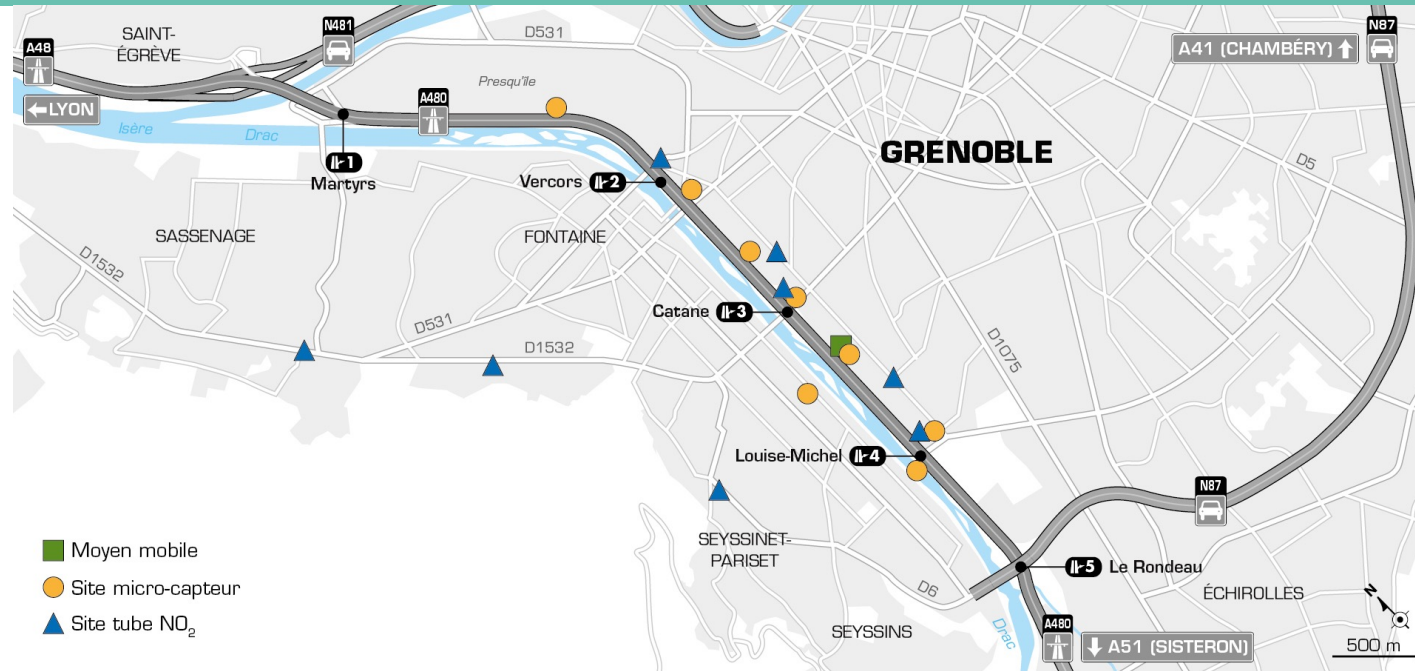 SAINT-
ÉGRÈVE
N481
D531
N87
A48
A41 (CHAMBÉRY) ↑
Presqu'île
← LYON
A480
Isère
Drac
GRENOBLE
D5
1
Martyrs
Vercors 2
SASSENAGE
FONTAINE
D1532
Catane 3
D531
D1532
D1075
Louise-Michel 4
N87
Moyen mobile
SEYSSINET-
PARISET
Site micro-capteur
5 Le Rondeau
D6
ÉCHIROLLES
N
Site tube NO₂
SEYSSINS
Drac
A480
↓ A51 (SISTERON)
500 m